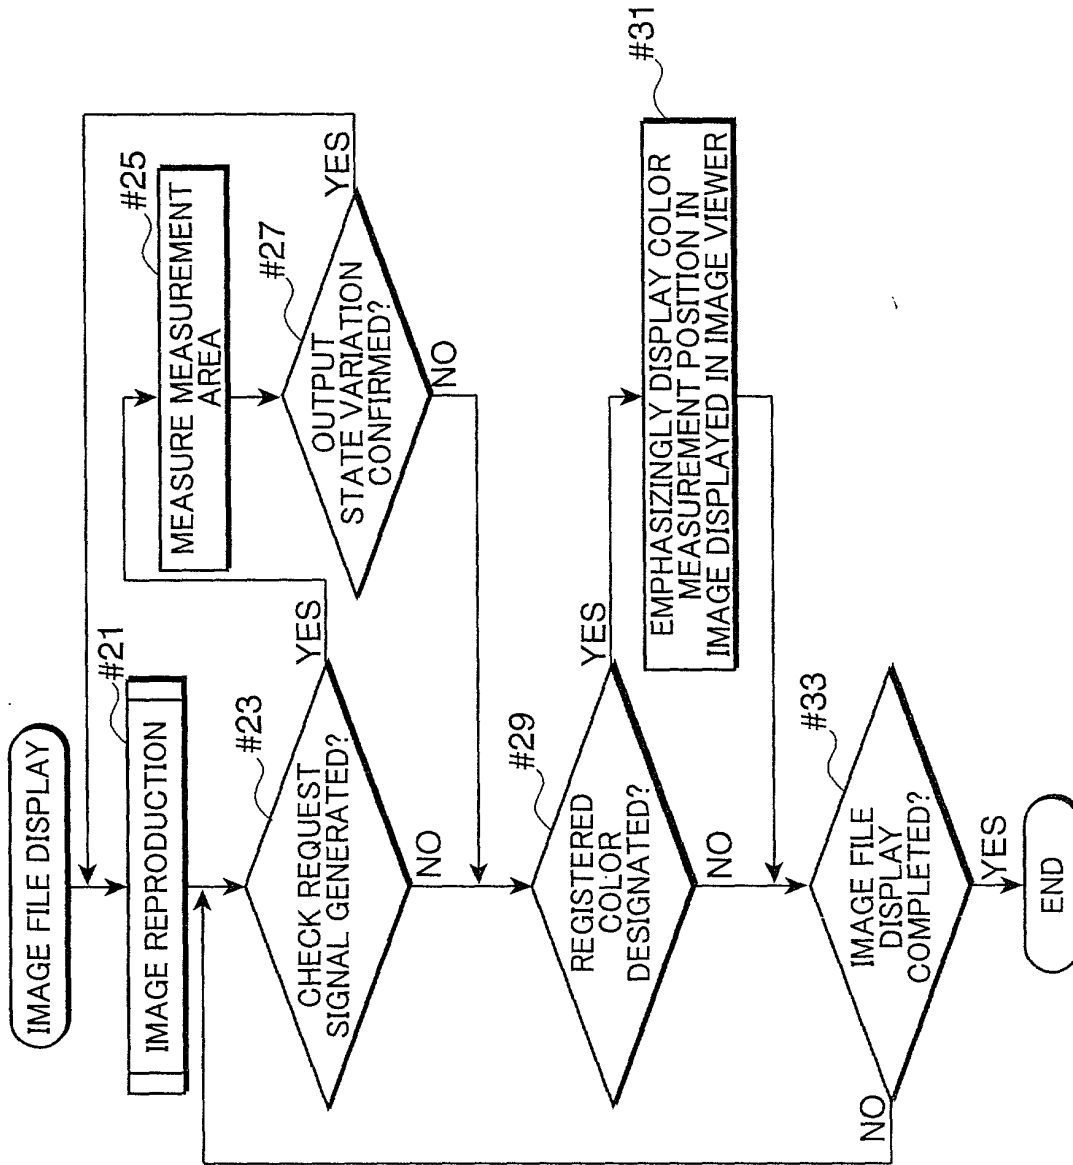 IMAGE FILE DISPLAY
#21
IMAGE REPRODUCTION
#23
CHECK REQUEST
SIGNAL GENERATED?
YES
NO
#25
MEASURE MEASUREMENT
AREA
#27
OUTPUT
STATE VARIATION
CONFIRMED?
YES
NO
#29
REGISTERED
COLOR
DESIGNATED?
YES
NO
#31
EMPHASIZINGLY DISPLAY COLOR
MEASUREMENT POSITION IN
IMAGE DISPLAYED IN IMAGE VIEWER
#33
IMAGE FILE
DISPLAY
COMPLETED?
NO
YES
END